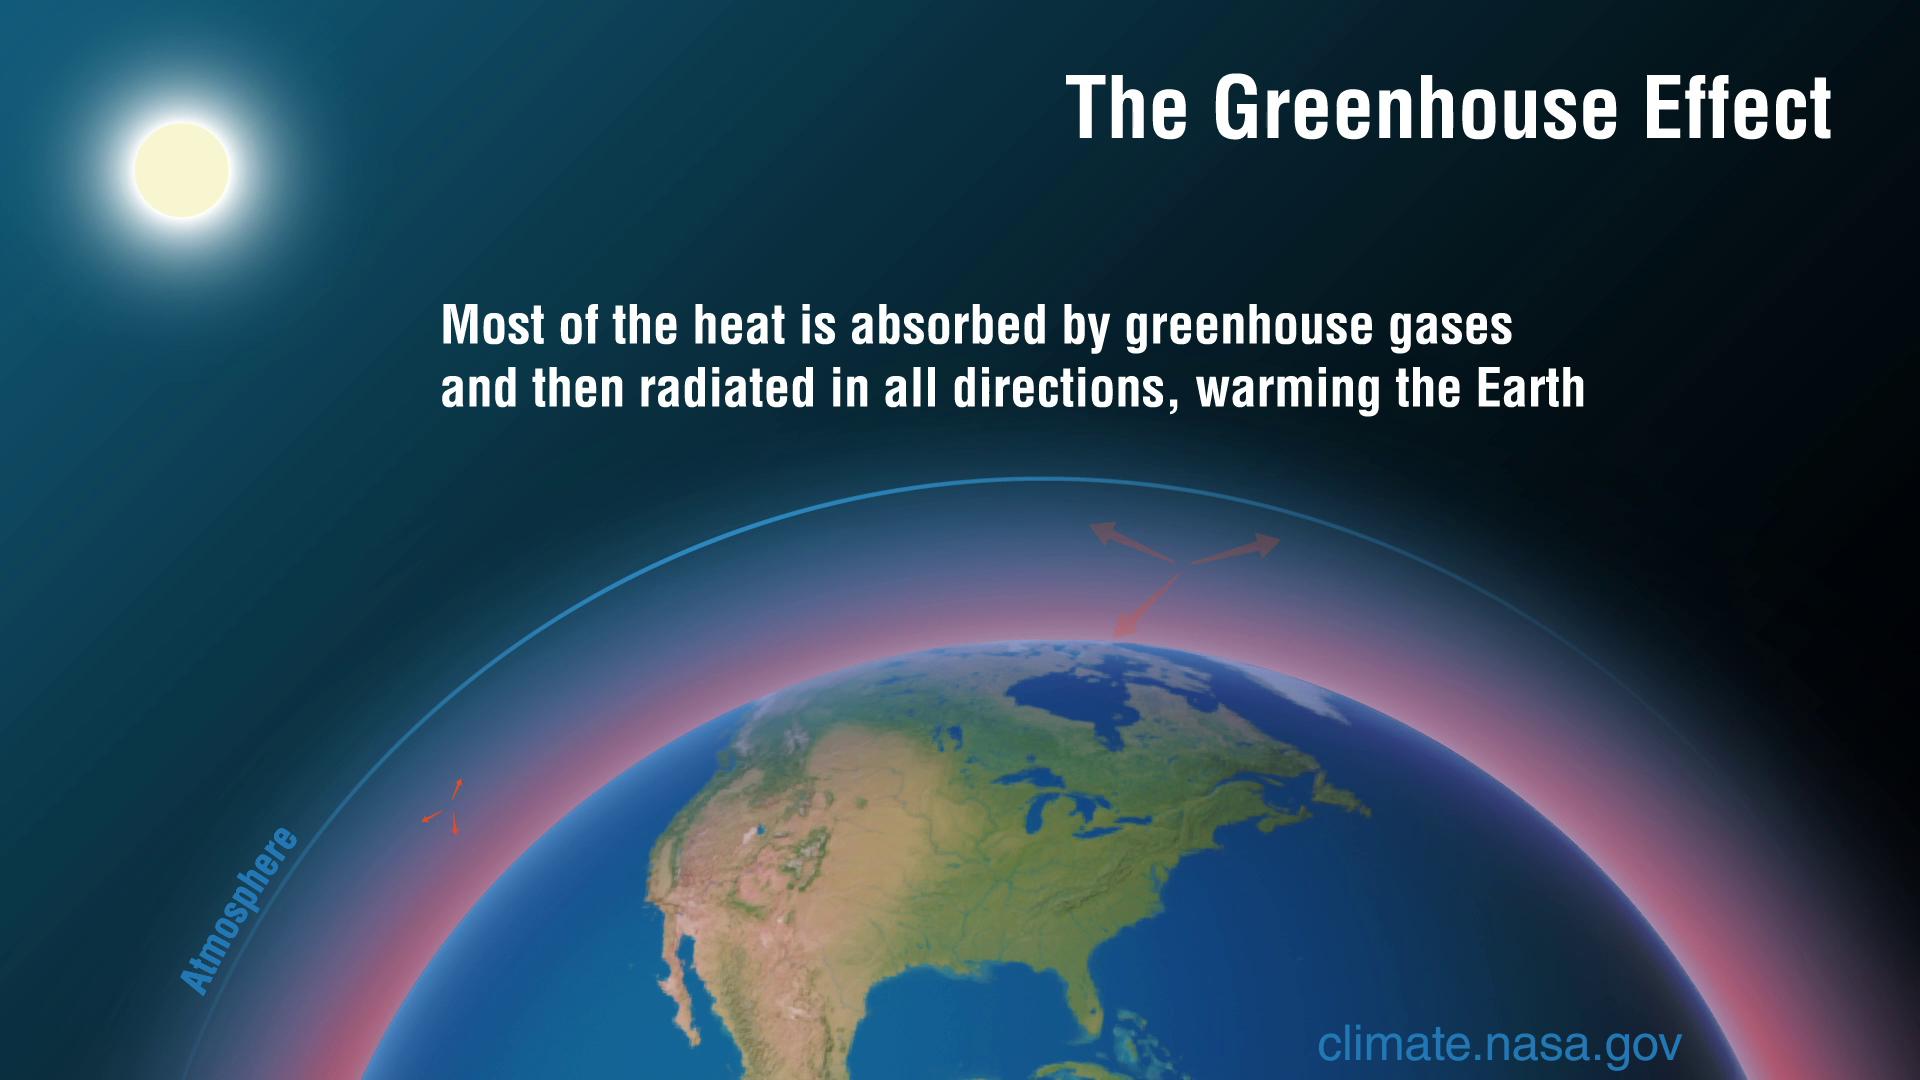 The Greenhouse Effect
Most of the heat is absorbed by greenhouse gases
and then radiated in all directions, warming the Earth
Atmosphere
climate.nasa.gov